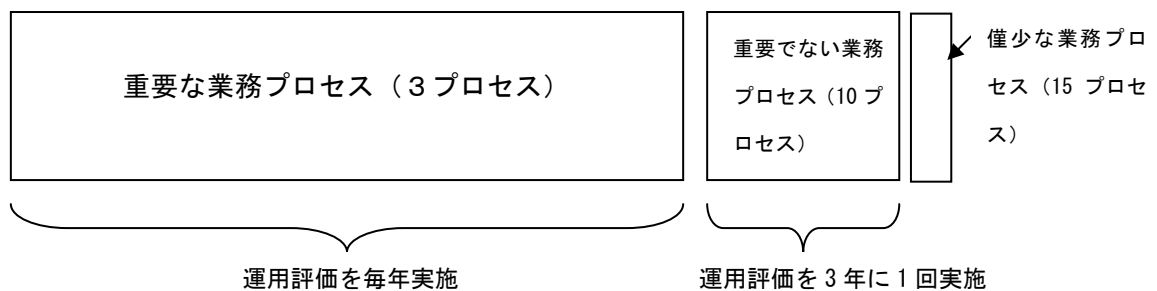 重要な業務プロセス（３プロセス）
重要でない業務
プロセス（10 プ
ロセス）
僅少な業務プロ
セス（15 プロセ
ス）
運用評価を毎年実施
運用評価を 3 年に 1 回実施